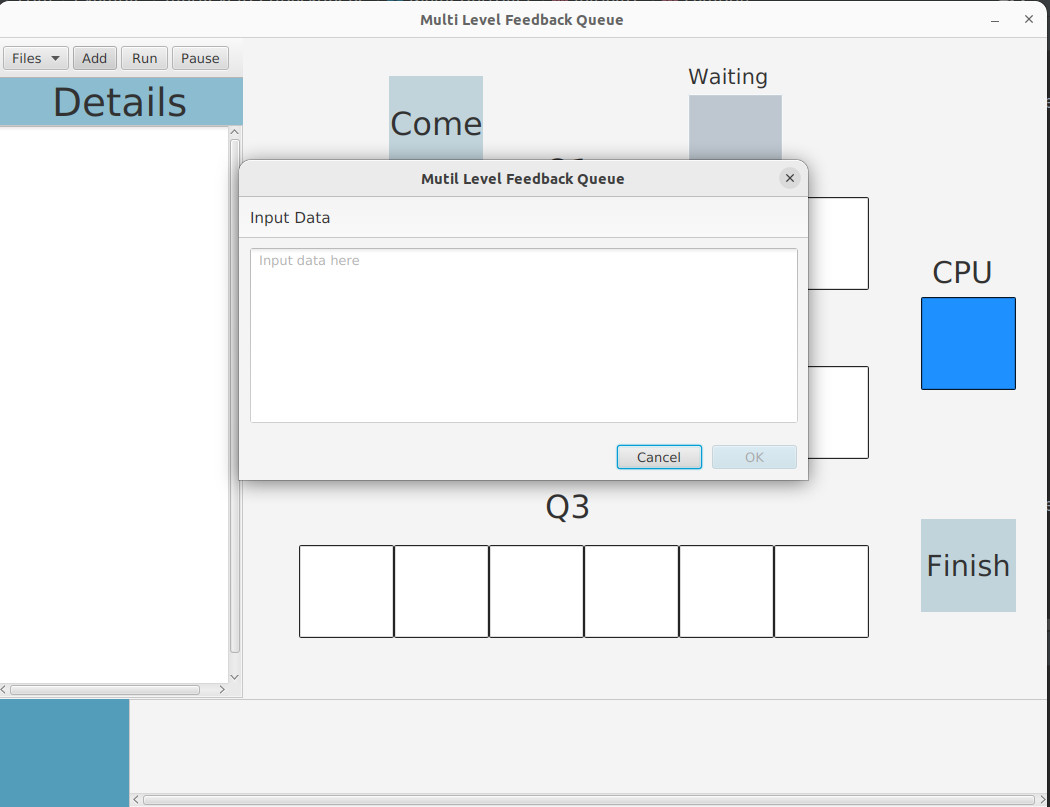 Multi Level Feedback Queue
Files Add Run Pause
Details
Come
Waiting
Mutil Level Feedback Queue
Input Data
Input data here
Cancel OK
CPU
Q3
Finish